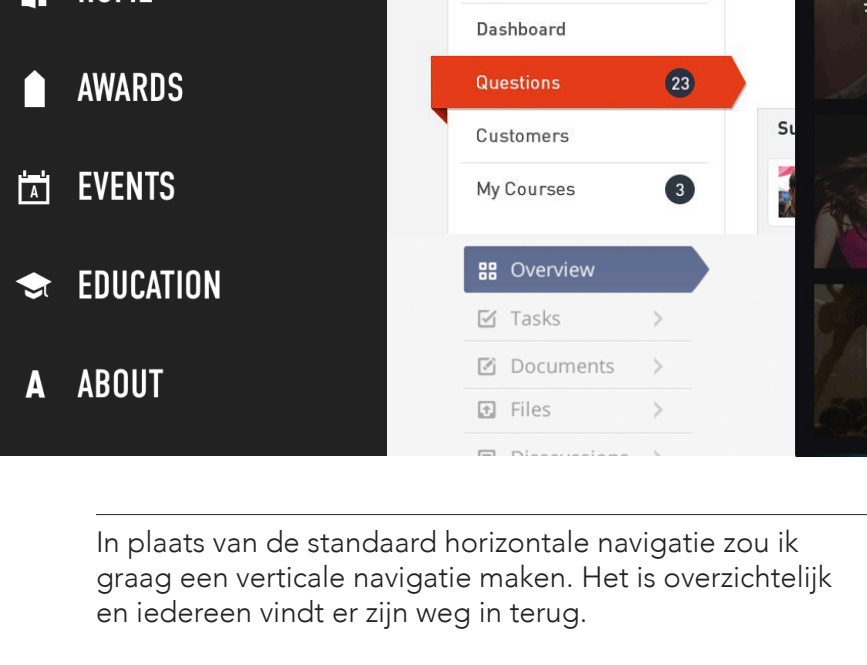 HOME
AWARDS
EVENTS
A
EDUCATION
A ABOUT
Dashboard
Questions 23
Customers
My Courses 3
Overview
Tasks
Documents
Files
Su
In plaats van de standaard horizontale navigatie zou ik
graag een verticale navigatie maken. Het is overzichtelijk
en iedereen vindt er zijn weg in terug.